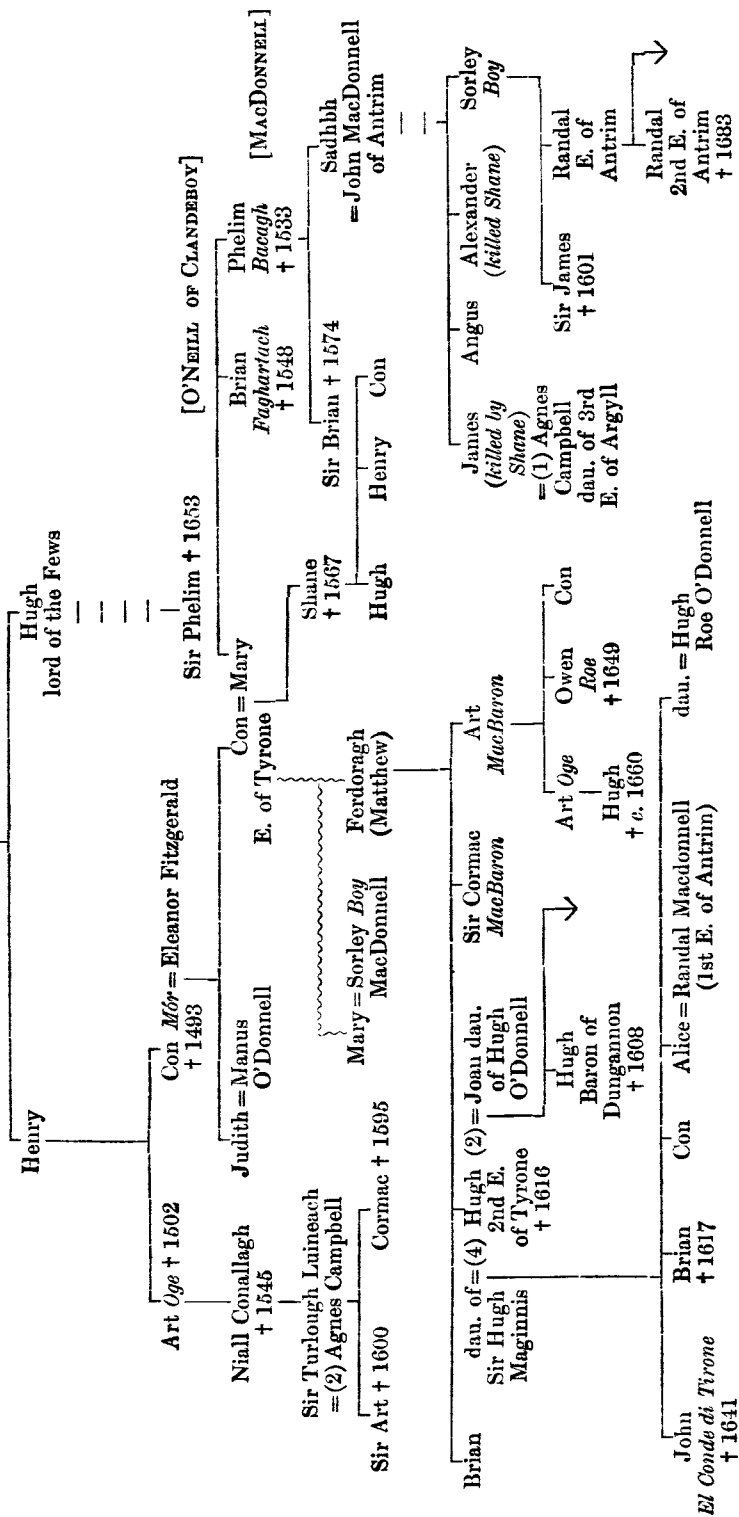 Henry
Hugh
lord of the Fews
Art Oge † 1502
Con Mór = Eleanor Fitzgerald
† 1493
Sir Phelim † 1653
[O'NEILL OF CLANDEBOY]
Niall Conallagh
† 1545
Judith = Manus
O'Donnell
Con = Mary
E. of Tyrone
Brian
Faghartach
† 1548
Phelim
Bacagh
† 1533
[MACDONNELL]
Sir Turlough Luineach
=(2) Agnes Campbell
Shane
† 1567
Sir Brian † 1574
Sadhbh
=John MacDonnell
of Antrim
Sir Art † 1600
Cormac † 1595
Mary = Sorley Boy
MacDonnell
Ferdoragh
(Matthew)
Hugh
Henry
Con
James
(killed by
Shane)
=(1) Agnes
Campbell
dau. of 3rd
E. of Argyll
Angus
Alexander
(killed Shane)
Sorley
Boy
Brian
dau. of =(4) Hugh (2)= Joan dau.
Sir Hugh
Maginnis
2nd E.
of Tyrone
† 1616
of Hugh
O'Donnell
Sir Cormac
MacBaron
Art
MacBaron
Sir James
† 1601
Randal
E. of
Antrim
Hugh
Baron of
Dungannon
† 1608
Art Oge
Owen
Roe
† 1649
Con
Randal
2nd E. of
Antrim
† 1683
Hugh
† c. 1660
John
El Conde di Tirone
† 1641
Brian
† 1617
Con
Alice = Randal Macdonnell
(1st E. of Antrim)
dau. = Hugh
Roe O'Donnell